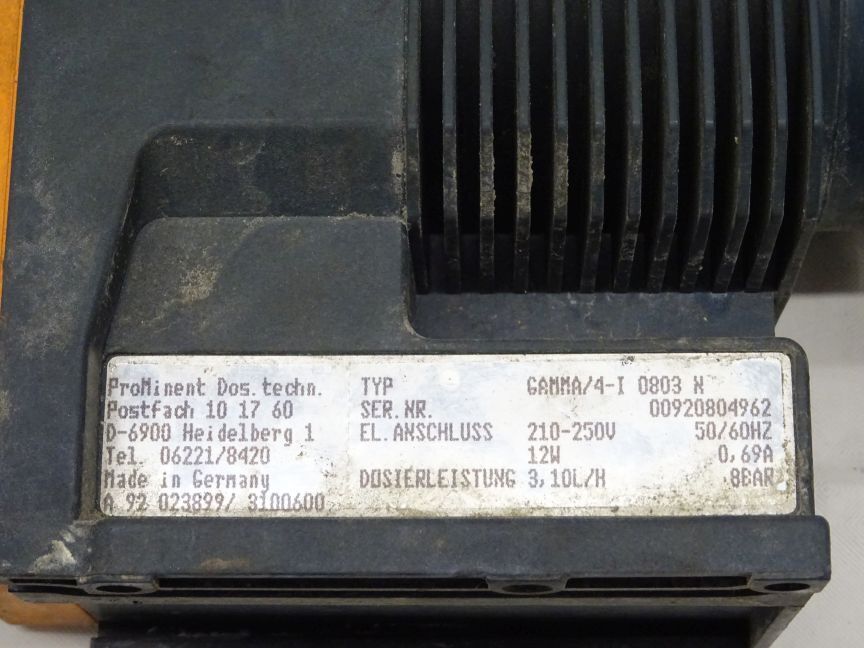 ProMinent Dos.techn. TYP GAMMA/4-I 0803 N
Postfach 10 17 60 SER.NR. 00920804962
D-6900 Heidelberg 1 EL.ANSCHLUSS 210-250V 50/60HZ
Tel. 06221/8420 12W 0,69A
Made in Germany DOSIERLEISTUNG 3,10L/H 8BAR
A 92 023899/ 3100600